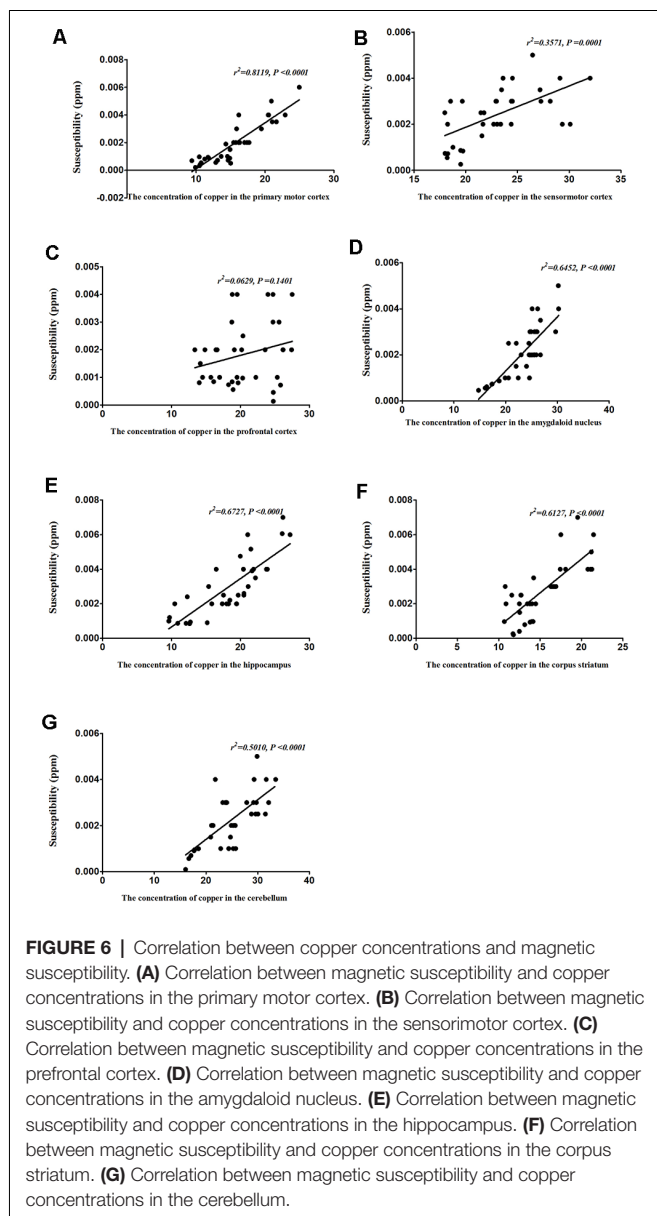 A
r²=0.8119, P <0.0001
Susceptibility (ppm)
0.008
0.006
0.004
0.002
0.000
-0.002
10
20
30
The concentration of copper in the primary motor cortex
B
r²=0.3571, P =0.0001
Susceptibility (ppm)
0.006
0.004
0.002
0.000
15
20
25
30
35
The concentration of copper in the sensormotor cortex
C
r²=0.0629, P =0.1401
Susceptibility (ppm)
0.005
0.004
0.003
0.002
0.001
0.000
0
10
20
30
The concentration of copper in the profrontal cortex
D
r²=0.6452, P <0.0001
Susceptibility (ppm)
0.006
0.004
0.002
0.000
0
10
20
30
40
The concentration of copper in the amygdaloid nucleus
E
r²=0.6727, P <0.0001
Susceptibility (ppm)
0.008
0.006
0.004
0.002
0.000
0
10
20
30
The concentration of copper in the hippocampus
F
r²=0.6127, P <0.0001
Susceptibility (ppm)
0.008
0.006
0.004
0.002
0.000
0
5
10
15
20
25
The concentration of copper in the corpus striatum
G
r²=0.5010, P <0.0001
Susceptibility (ppm)
0.006
0.004
0.002
0.000
0
10
20
30
40
The concentration of copper in the cerebellum
FIGURE 6 | Correlation between copper concentrations and magnetic
susceptibility. (A) Correlation between magnetic susceptibility and copper
concentrations in the primary motor cortex. (B) Correlation between magnetic
susceptibility and copper concentrations in the sensorimotor cortex. (C)
Correlation between magnetic susceptibility and copper concentrations in the
prefrontal cortex. (D) Correlation between magnetic susceptibility and copper
concentrations in the amygdaloid nucleus. (E) Correlation between magnetic
susceptibility and copper concentrations in the hippocampus. (F) Correlation
between magnetic susceptibility and copper concentrations in the corpus
striatum. (G) Correlation between magnetic susceptibility and copper
concentrations in the cerebellum.